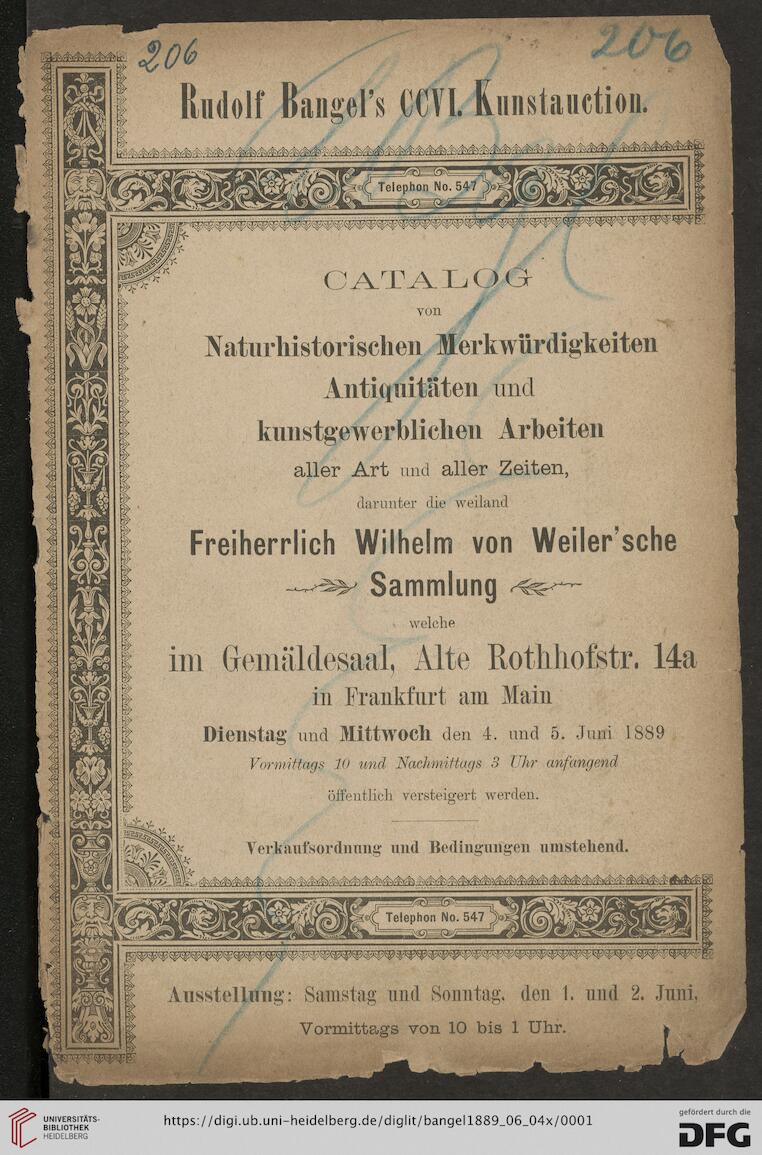 206
206
Rudolf Bangel's CCVI. Kunstauction.
Telephon No. 547
CATALOG
von
Naturhistorischen Merkwürdigkeiten
Antiquitäten und
kunstgewerblichen Arbeiten
aller Art und aller Zeiten,
darunter die weiland
Freiherrlich Wilhelm von Weiler'sche
Sammlung
welche
im Gemäldesaal, Alte Rothhofstr. 14a
in Frankfurt am Main
Dienstag und Mittwoch den 4. und 5. Juni 1889
Vormittags 10 und Nachmittags 3 Uhr anfangend
öffentlich versteigert werden.
Verkaufsordnung und Bedingungen umstehend.
Telephon No. 547
Ausstellung: Samstag und Sonntag, den 1. und 2. Juni,
Vormittags von 10 bis 1 Uhr.
UNIVERSITÄTS-
BIBLIOTHEK
HEIDELBERG
https://digi.ub.uni-heidelberg.de/diglit/bangel1889_06_04x/0001
gefördert durch die
DFG